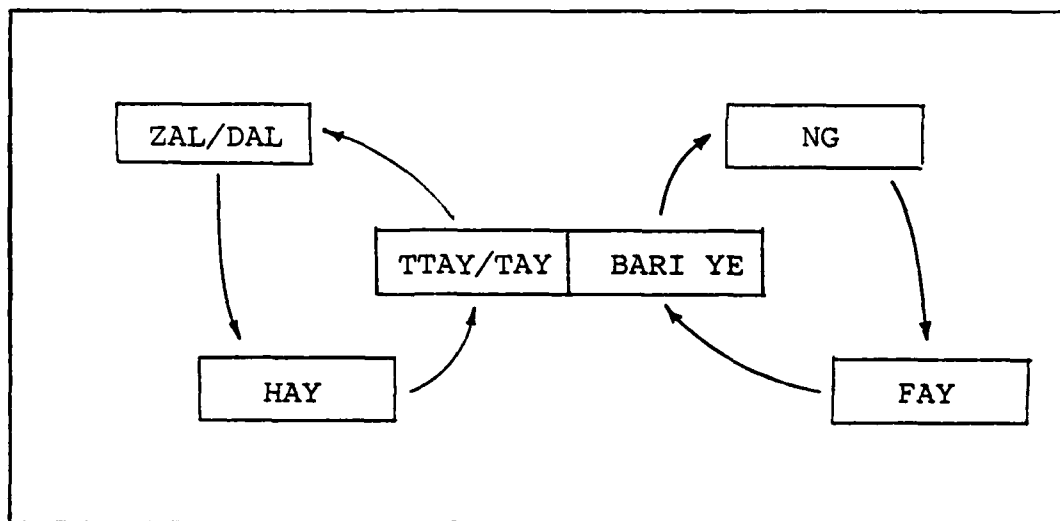 ZAL/DAL
NG
TTAY/TAY
BARI YE
HAY
FAY